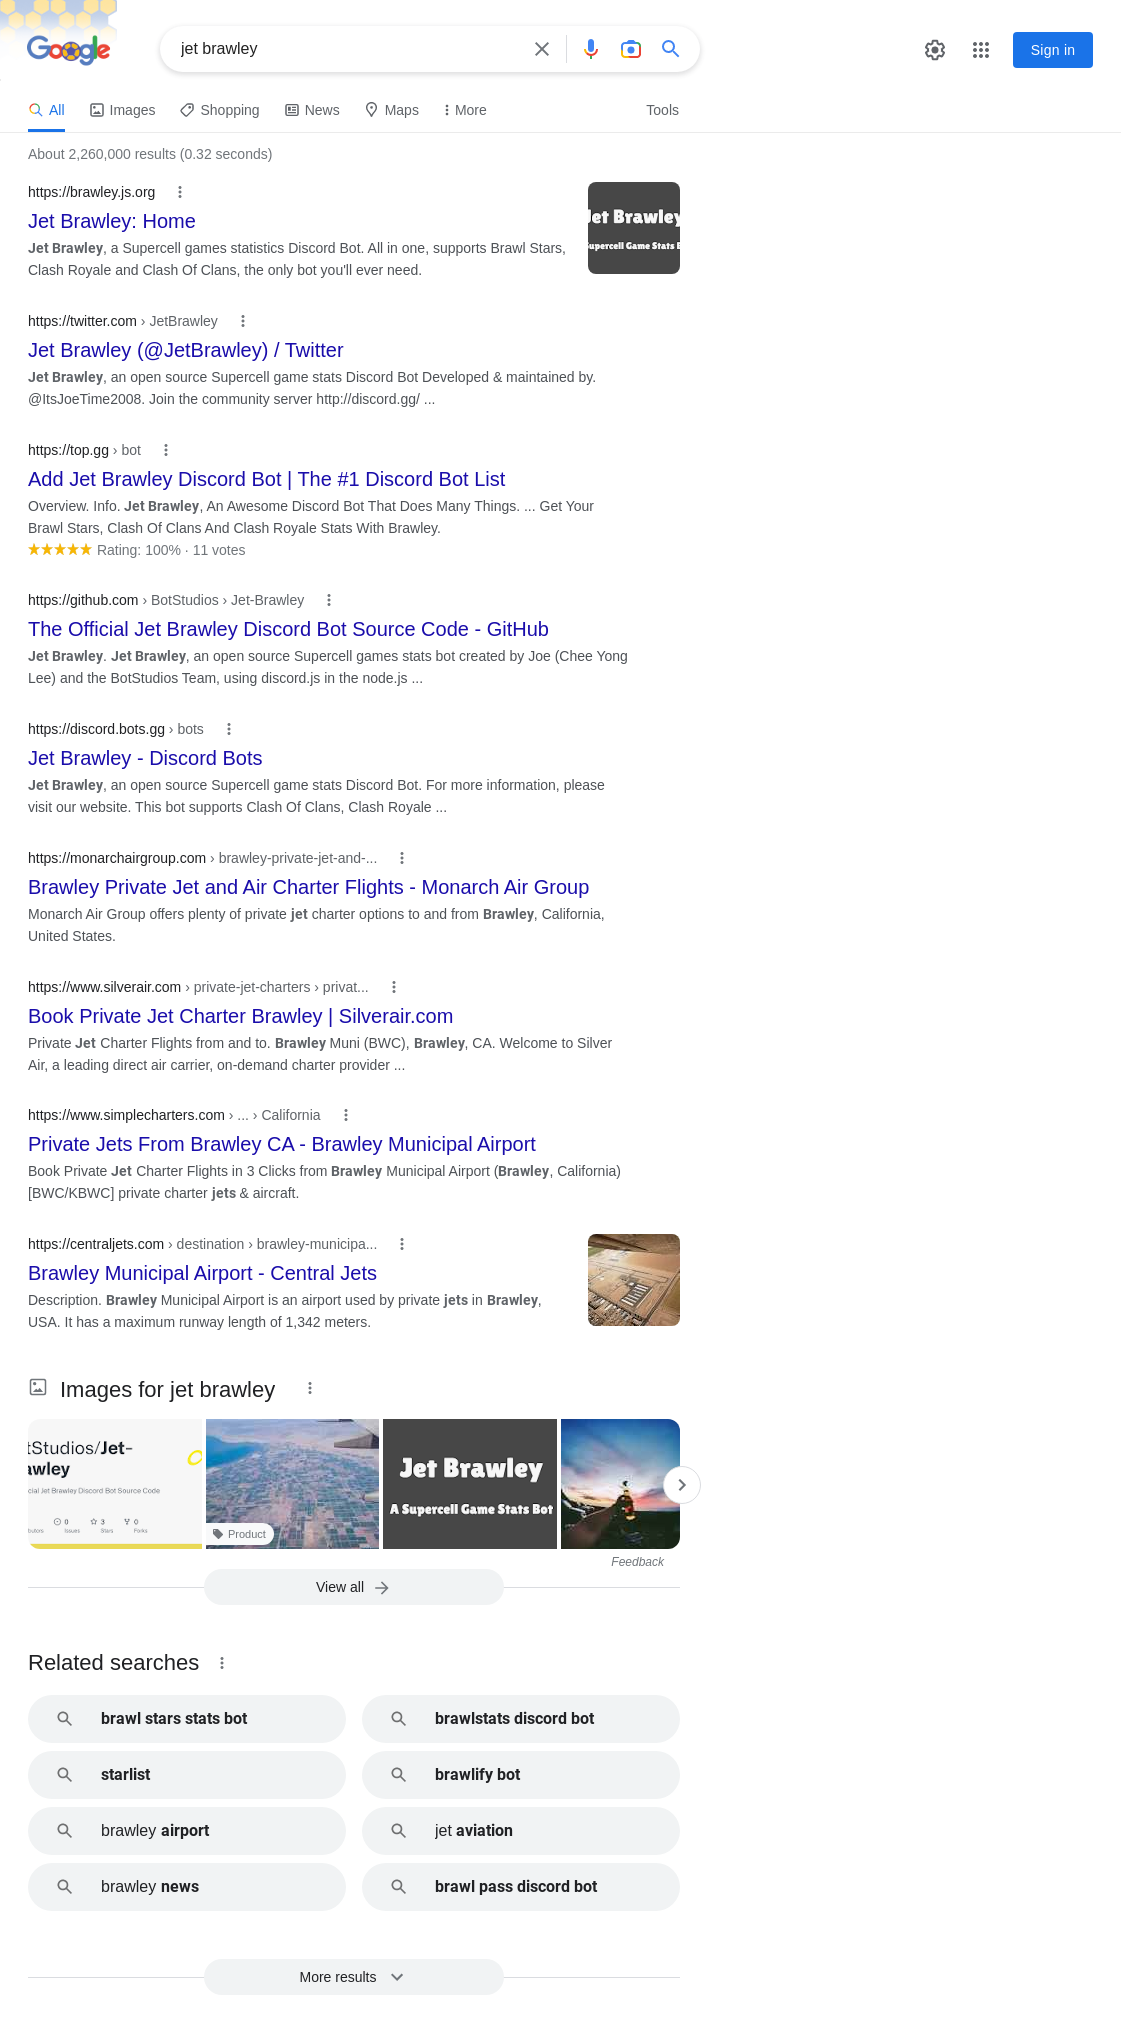 Google
jet brawley
Sign in
All
Images
Shopping
News
Maps
More
Tools
About 2,260,000 results (0.32 seconds)
https://brawley.js.org
Jet Brawley: Home
Jet Brawley, a Supercell games statistics Discord Bot. All in one, supports Brawl Stars,
Clash Royale and Clash Of Clans, the only bot you'll ever need.
Jet Brawley
Supercell Game Stats B
https://twitter.com › JetBrawley
Jet Brawley (@JetBrawley) / Twitter
Jet Brawley, an open source Supercell game stats Discord Bot Developed & maintained by.
@ItsJoeTime2008. Join the community server http://discord.gg/ ...
https://top.gg › bot
Add Jet Brawley Discord Bot | The #1 Discord Bot List
Overview. Info. Jet Brawley, An Awesome Discord Bot That Does Many Things. ... Get Your
Brawl Stars, Clash Of Clans And Clash Royale Stats With Brawley.
Rating: 100% · 11 votes
https://github.com › BotStudios › Jet-Brawley
The Official Jet Brawley Discord Bot Source Code - GitHub
Jet Brawley. Jet Brawley, an open source Supercell games stats bot created by Joe (Chee Yong
Lee) and the BotStudios Team, using discord.js in the node.js ...
https://discord.bots.gg › bots
Jet Brawley - Discord Bots
Jet Brawley, an open source Supercell game stats Discord Bot. For more information, please
visit our website. This bot supports Clash Of Clans, Clash Royale ...
https://monarchairgroup.com › brawley-private-jet-and-...
Brawley Private Jet and Air Charter Flights - Monarch Air Group
Monarch Air Group offers plenty of private jet charter options to and from Brawley, California,
United States.
https://www.silverair.com › private-jet-charters › privat...
Book Private Jet Charter Brawley | Silverair.com
Private Jet Charter Flights from and to. Brawley Muni (BWC), Brawley, CA. Welcome to Silver
Air, a leading direct air carrier, on-demand charter provider ...
https://www.simplecharters.com › ... › California
Private Jets From Brawley CA - Brawley Municipal Airport
Book Private Jet Charter Flights in 3 Clicks from Brawley Municipal Airport (Brawley, California)
[BWC/KBWC] private charter jets & aircraft.
https://centraljets.com › destination › brawley-municipa...
Brawley Municipal Airport - Central Jets
Description. Brawley Municipal Airport is an airport used by private jets in Brawley,
USA. It has a maximum runway length of 1,342 meters.
Images for jet brawley
tStudios/Jet-
awley
cial Jet Brawley Discord Bot Source Code
0
3
0
butors
Issues
Stars
Forks
Product
Jet Brawley
A Supercell Game Stats Bot
Feedback
View all
Related searches
brawl stars stats bot
brawlstats discord bot
starlist
brawlify bot
brawley airport
jet aviation
brawley news
brawl pass discord bot
More results